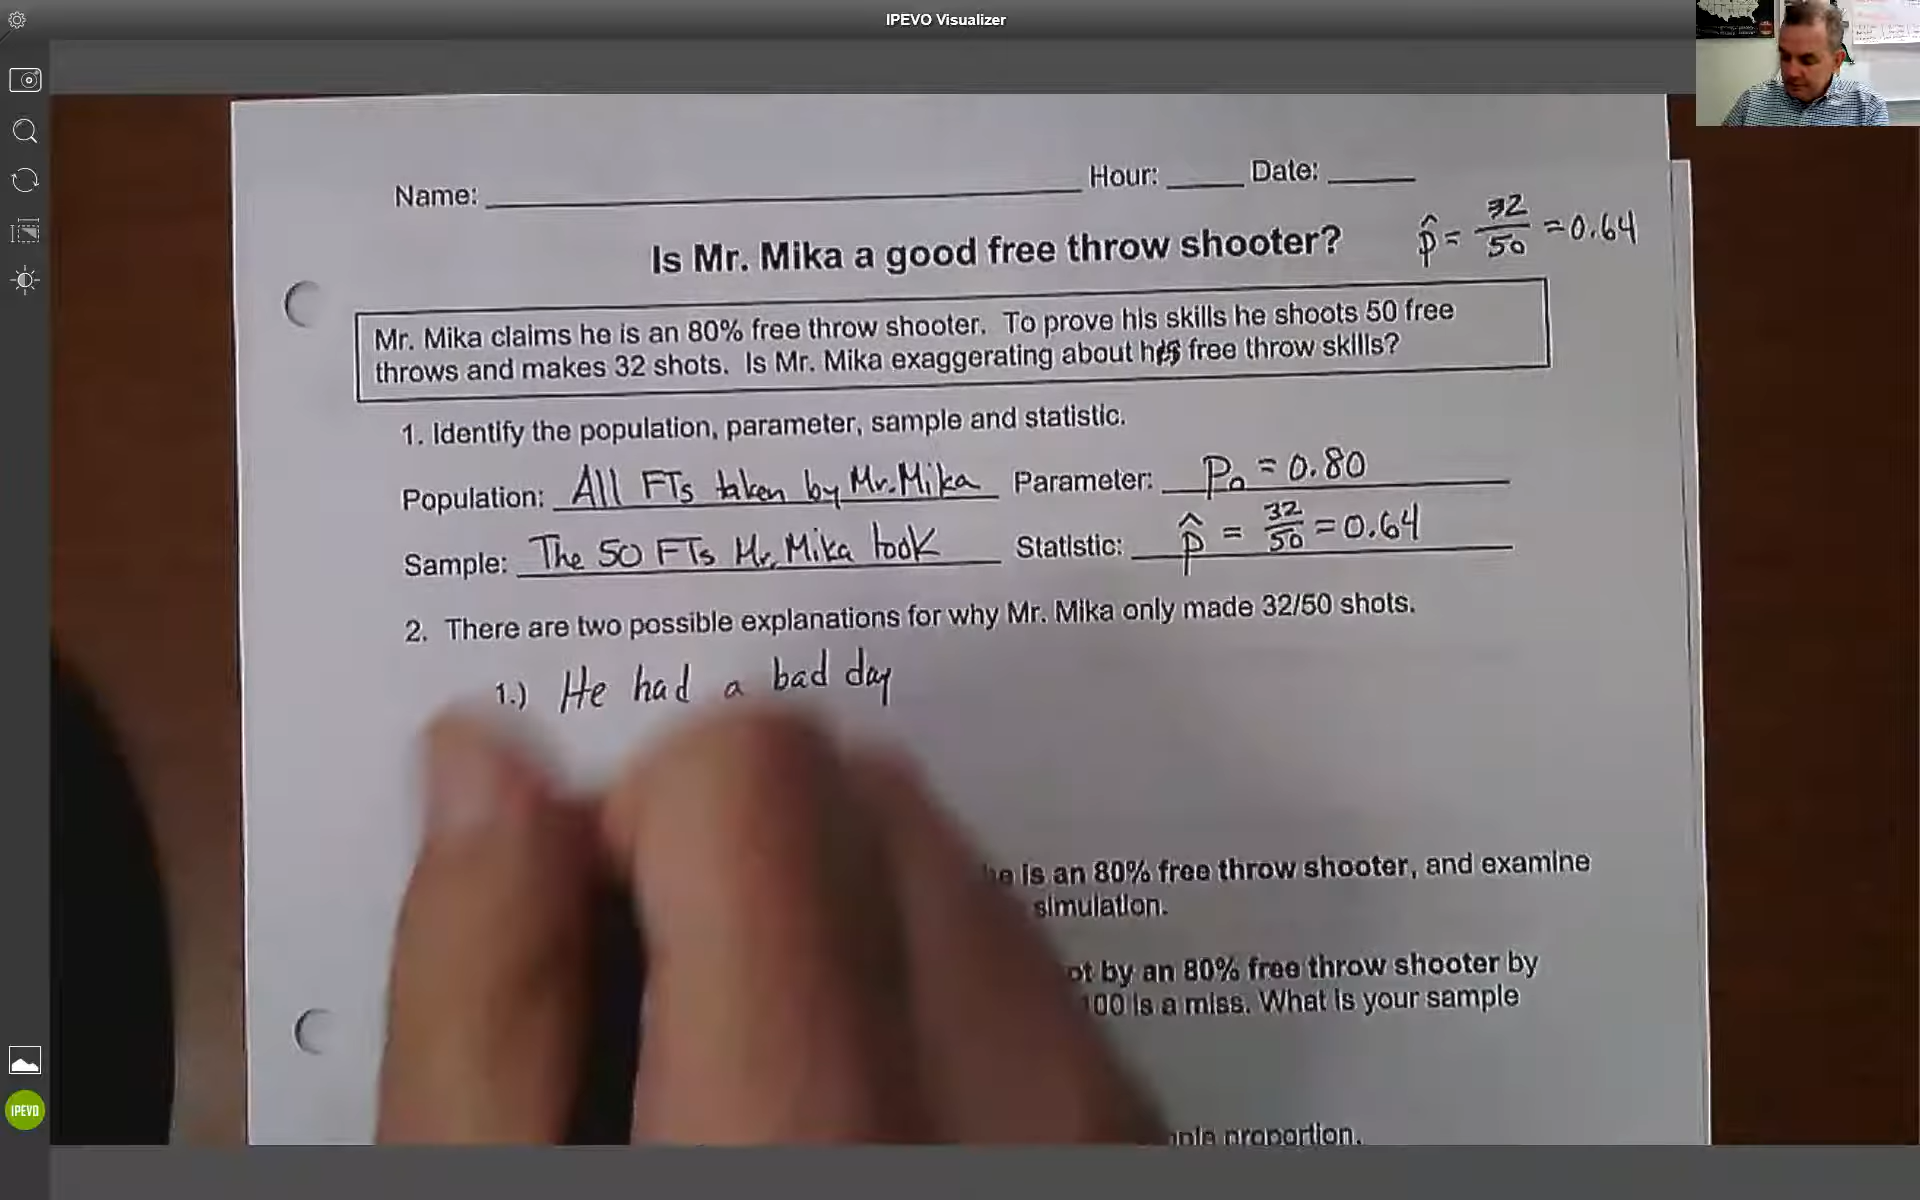 IPEVO Visualizer
Name: Hour: Date:
Is Mr. Mika a good free throw shooter?
p̂ = 32/50 = 0.64
Mr. Mika claims he is an 80% free throw shooter. To prove his skills he shoots 50 free
throws and makes 32 shots. Is Mr. Mika exaggerating about his free throw skills?
1. Identify the population, parameter, sample and statistic.
Population: All FTs taken by Mr. Mika Parameter: P₀ = 0.80
Sample: The 50 FTs Mr. Mika took Statistic: p̂ = 32/50 = 0.64
2. There are two possible explanations for why Mr. Mika only made 32/50 shots.
1.) He had a bad day
is an 80% free throw shooter, and examine
simulation.
by an 80% free throw shooter by
100 is a miss. What is your sample
proportion.
IPEVO